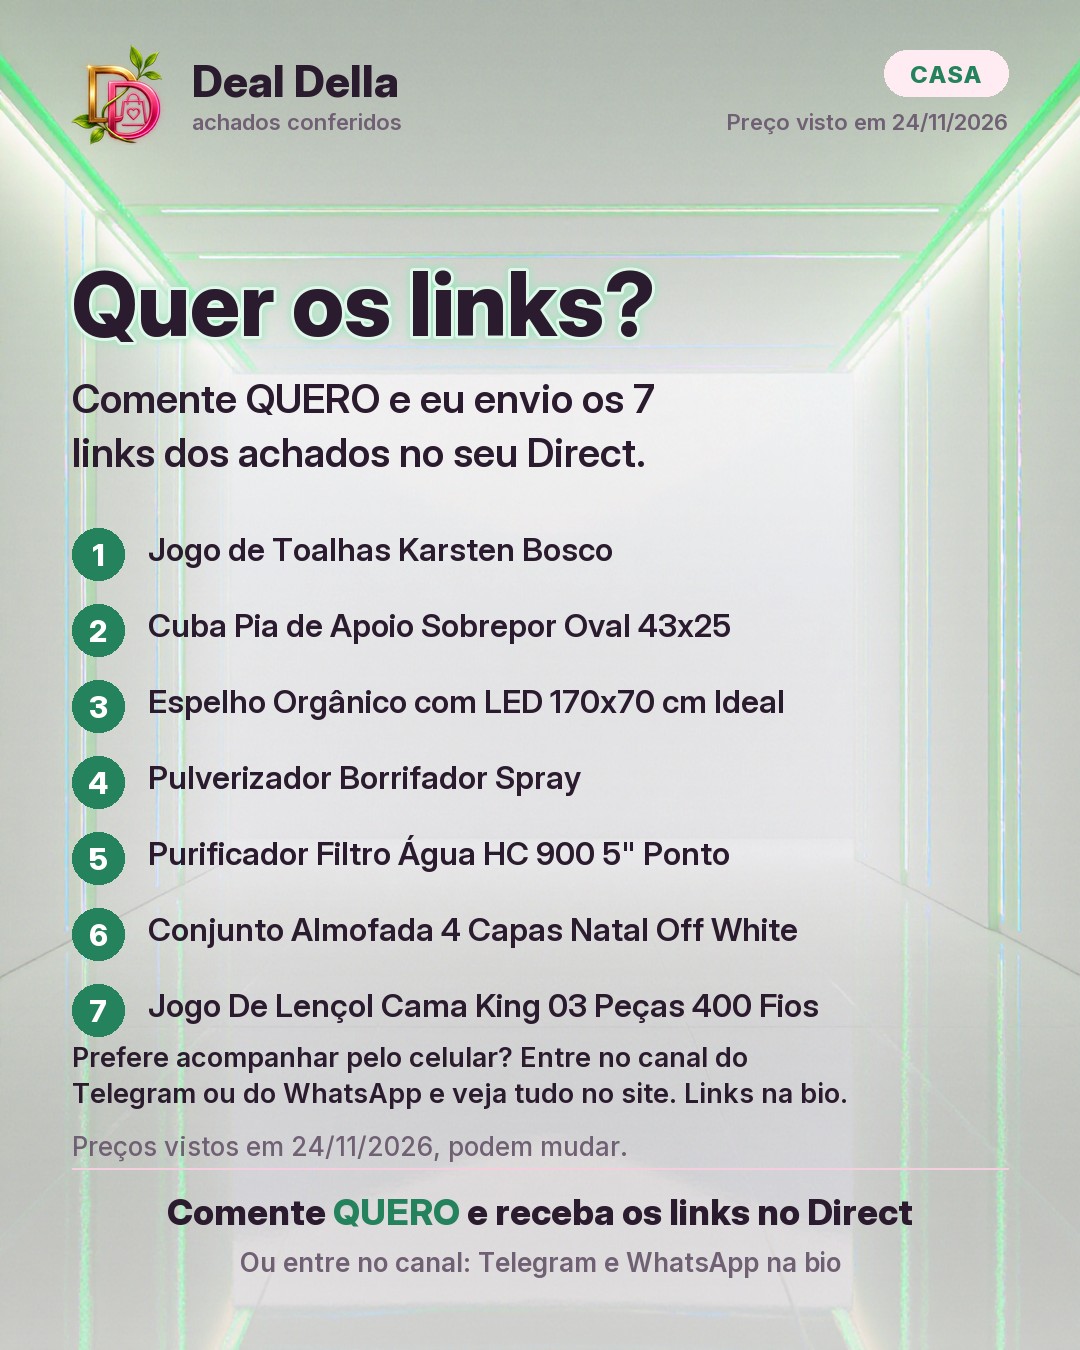 Deal Della
achados conferidos
CASA
Preço visto em 24/11/2026
Quer os links?
Comente QUERO e eu envio os 7
links dos achados no seu Direct.
1 Jogo de Toalhas Karsten Bosco
2 Cuba Pia de Apoio Sobrepor Oval 43x25
3 Espelho Orgânico com LED 170x70 cm Ideal
4 Pulverizador Borrifador Spray
5 Purificador Filtro Água HC 900 5" Ponto
6 Conjunto Almofada 4 Capas Natal Off White
7 Jogo De Lençol Cama King 03 Peças 400 Fios
Prefere acompanhar pelo celular? Entre no canal do
Telegram ou do WhatsApp e veja tudo no site. Links na bio.
Preços vistos em 24/11/2026, podem mudar.
Comente QUERO e receba os links no Direct
Ou entre no canal: Telegram e WhatsApp na bio